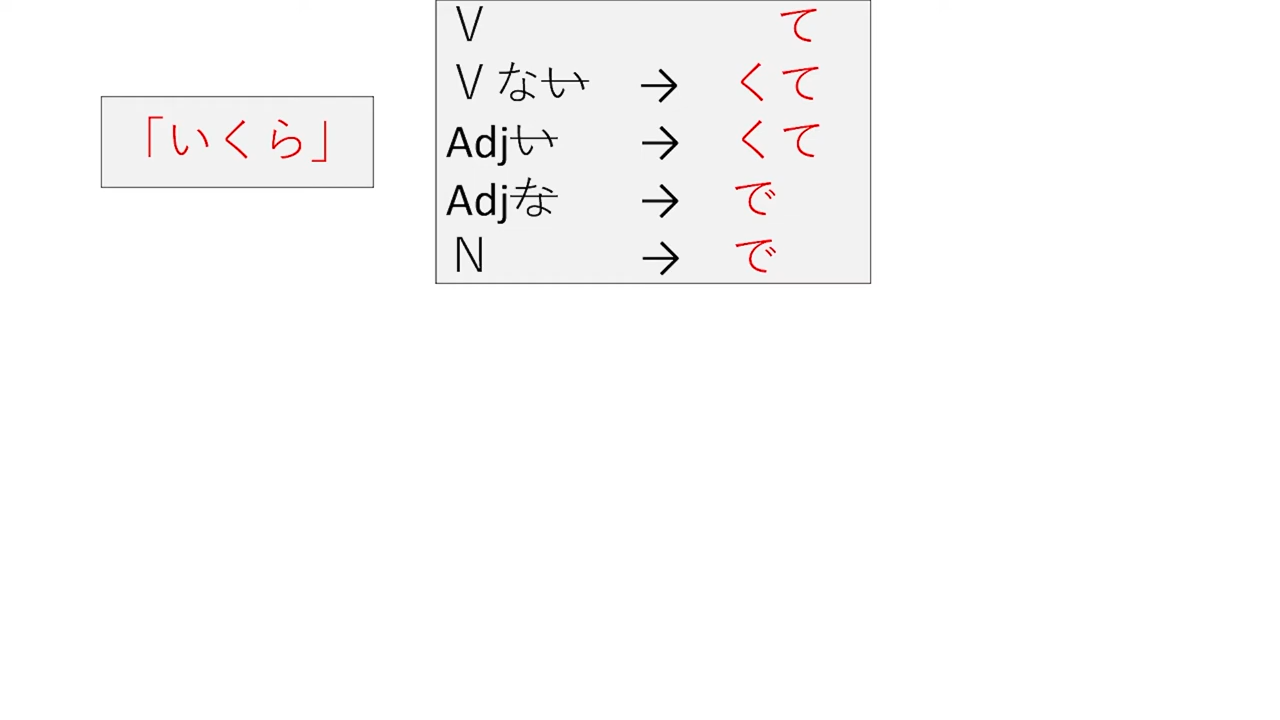 「いくら」
V て
V ない → くて
Adjい → くて
Adjな → で
N → で